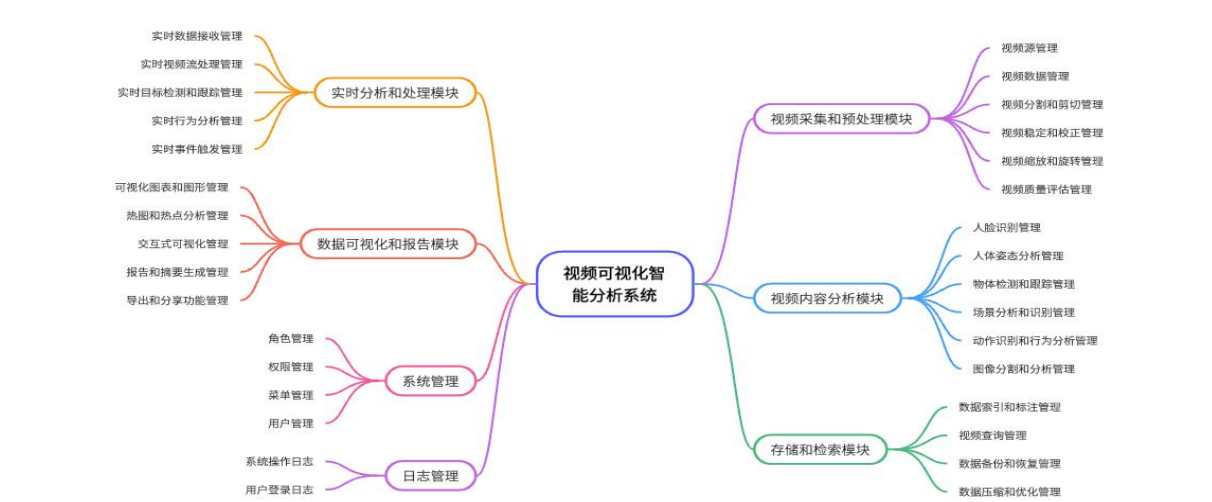 视频可视化智
能分析系统
实时分析和处理模块
实时数据接收管理
实时视频流处理管理
实时目标检测和跟踪管理
实时行为分析管理
实时事件触发管理
数据可视化和报告模块
可视化图表和图形管理
热图和热点分析管理
交互式可视化管理
报告和摘要生成管理
导出和分享功能管理
系统管理
角色管理
权限管理
菜单管理
用户管理
日志管理
系统操作日志
用户登录日志
视频采集和预处理模块
视频源管理
视频数据管理
视频分割和剪切管理
视频稳定和校正管理
视频缩放和旋转管理
视频质量评估管理
视频内容分析模块
人脸识别管理
人体姿态分析管理
物体检测和跟踪管理
场景分析和识别管理
动作识别和行为分析管理
图像分割和分析管理
存储和检索模块
数据索引和标注管理
视频查询管理
数据备份和恢复管理
数据压缩和优化管理